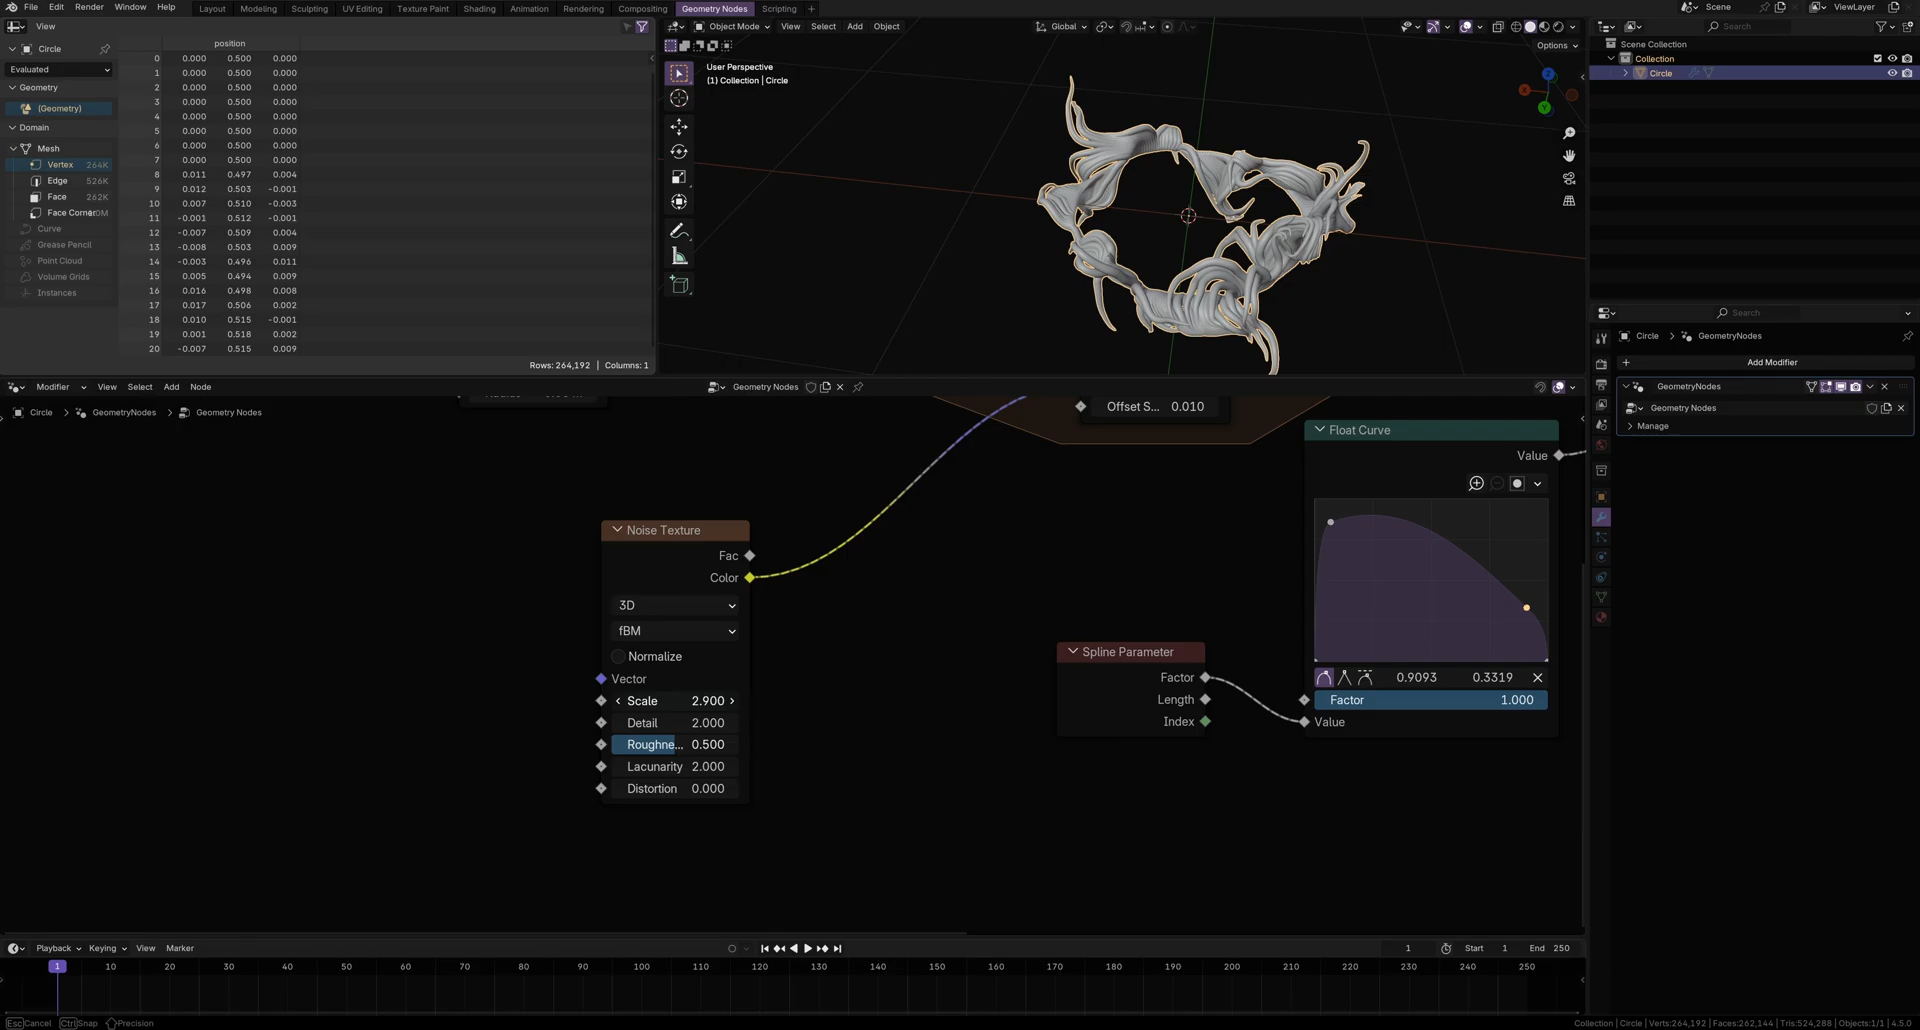 File Edit Render Window Help Layout Modeling Sculpting UV Editing Texture Paint Shading Animation Rendering Compositing Geometry Nodes Scripting + Scene ViewLayer
View
Circle
Evaluated
Geometry
(Geometry)
Domain
Mesh
Vertex 264K
Edge 526K
Face 262K
Face Corner
Curve
Grease Pencil
Point Cloud
Volume Grids
Instances
position
0 0.000 0.500 0.000
1 0.000 0.500 0.000
2 0.000 0.500 0.000
3 0.000 0.500 0.000
4 0.000 0.500 0.000
5 0.000 0.500 0.000
6 0.000 0.500 0.000
7 0.000 0.500 0.000
8 0.011 0.497 0.004
9 0.012 0.503 -0.001
10 0.007 0.510 -0.003
11 -0.001 0.512 -0.001
12 -0.007 0.509 0.004
13 -0.008 0.503 0.009
14 -0.003 0.496 0.011
15 0.005 0.494 0.009
16 0.016 0.498 0.008
17 0.017 0.506 0.002
18 0.010 0.515 -0.001
19 0.001 0.518 0.002
20 -0.007 0.515 0.009
Rows: 264,192 | Columns: 1
Object Mode View Select Add Object Global
Options
User Perspective
(1) Collection | Circle
Z
X
Y
Search
Scene Collection
Collection
Circle
Search
Circle > GeometryNodes
+ Add Modifier
GeometryNodes
Geometry Nodes
Manage
Modifier View Select Add Node Geometry Nodes
Circle > GeometryNodes > Geometry Nodes
Offset S... 0.010
Noise Texture
Fac
Color
3D
fBM
Normalize
Vector
Scale 2.900
Detail 2.000
Roughne... 0.500
Lacunarity 2.000
Distortion 0.000
Spline Parameter
Factor
Length
Index
Float Curve
Value
0.9093 0.3319
Factor 1.000
Value
Playback Keying View Marker 1 Start 1 End 250
1 10 20 30 40 50 60 70 80 90 100 110 120 130 140 150 160 170 180 190 200 210 220 230 240 250
Esc Cancel Ctrl Snap Precision
Collection | Circle | Verts:264,192 | Faces:262,144 | Tris:524,288 | Objects:1/1 | 4.5.0